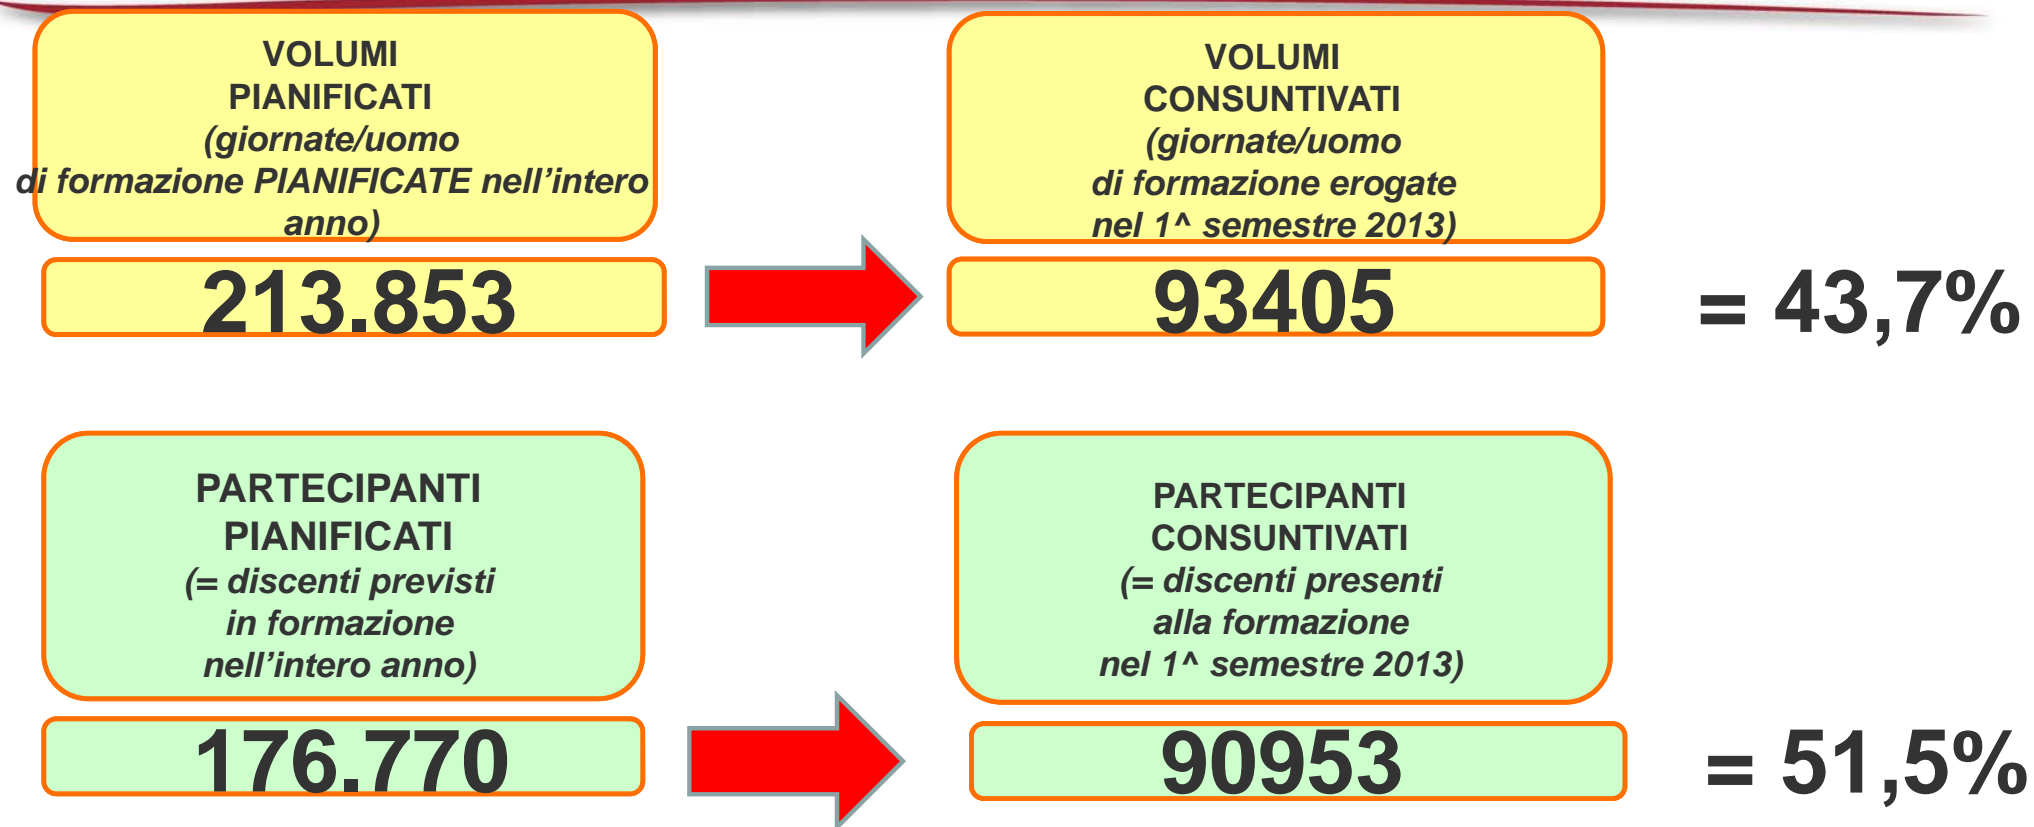 VOLUMI
PIANIFICATI
(giornate/uomo
di formazione PIANIFICATE nell’intero
anno)
213.853
VOLUMI
CONSUNTIVATI
(giornate/uomo
di formazione erogate
nel 1^ semestre 2013)
93405
= 43,7%
PARTECIPANTI
PIANIFICATI
(= discenti previsti
in formazione
nell’intero anno)
176.770
PARTECIPANTI
CONSUNTIVATI
(= discenti presenti
alla formazione
nel 1^ semestre 2013)
90953
= 51,5%